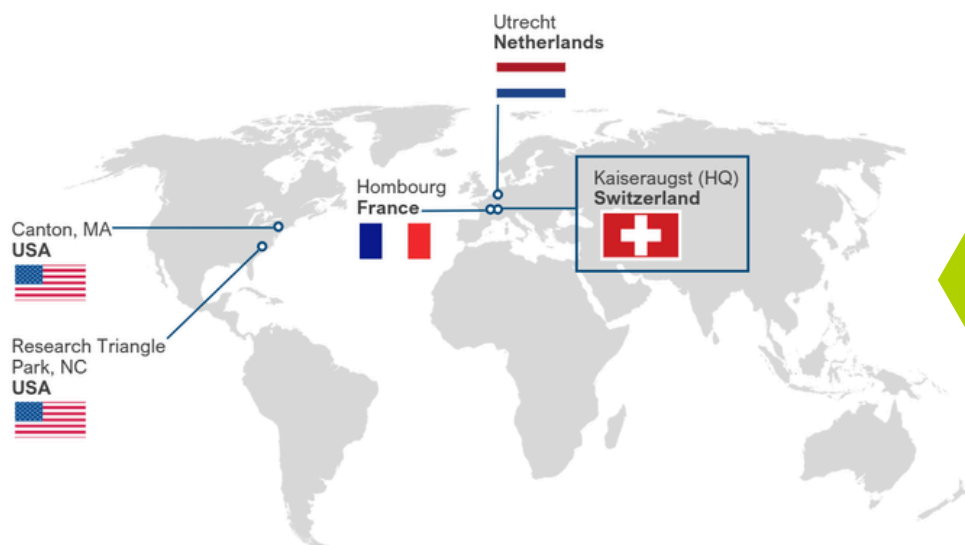 Utrecht
Netherlands
Hombourg
France
Kaiseraugst (HQ)
Switzerland
Canton, MA
USA
Research Triangle
Park, NC
USA